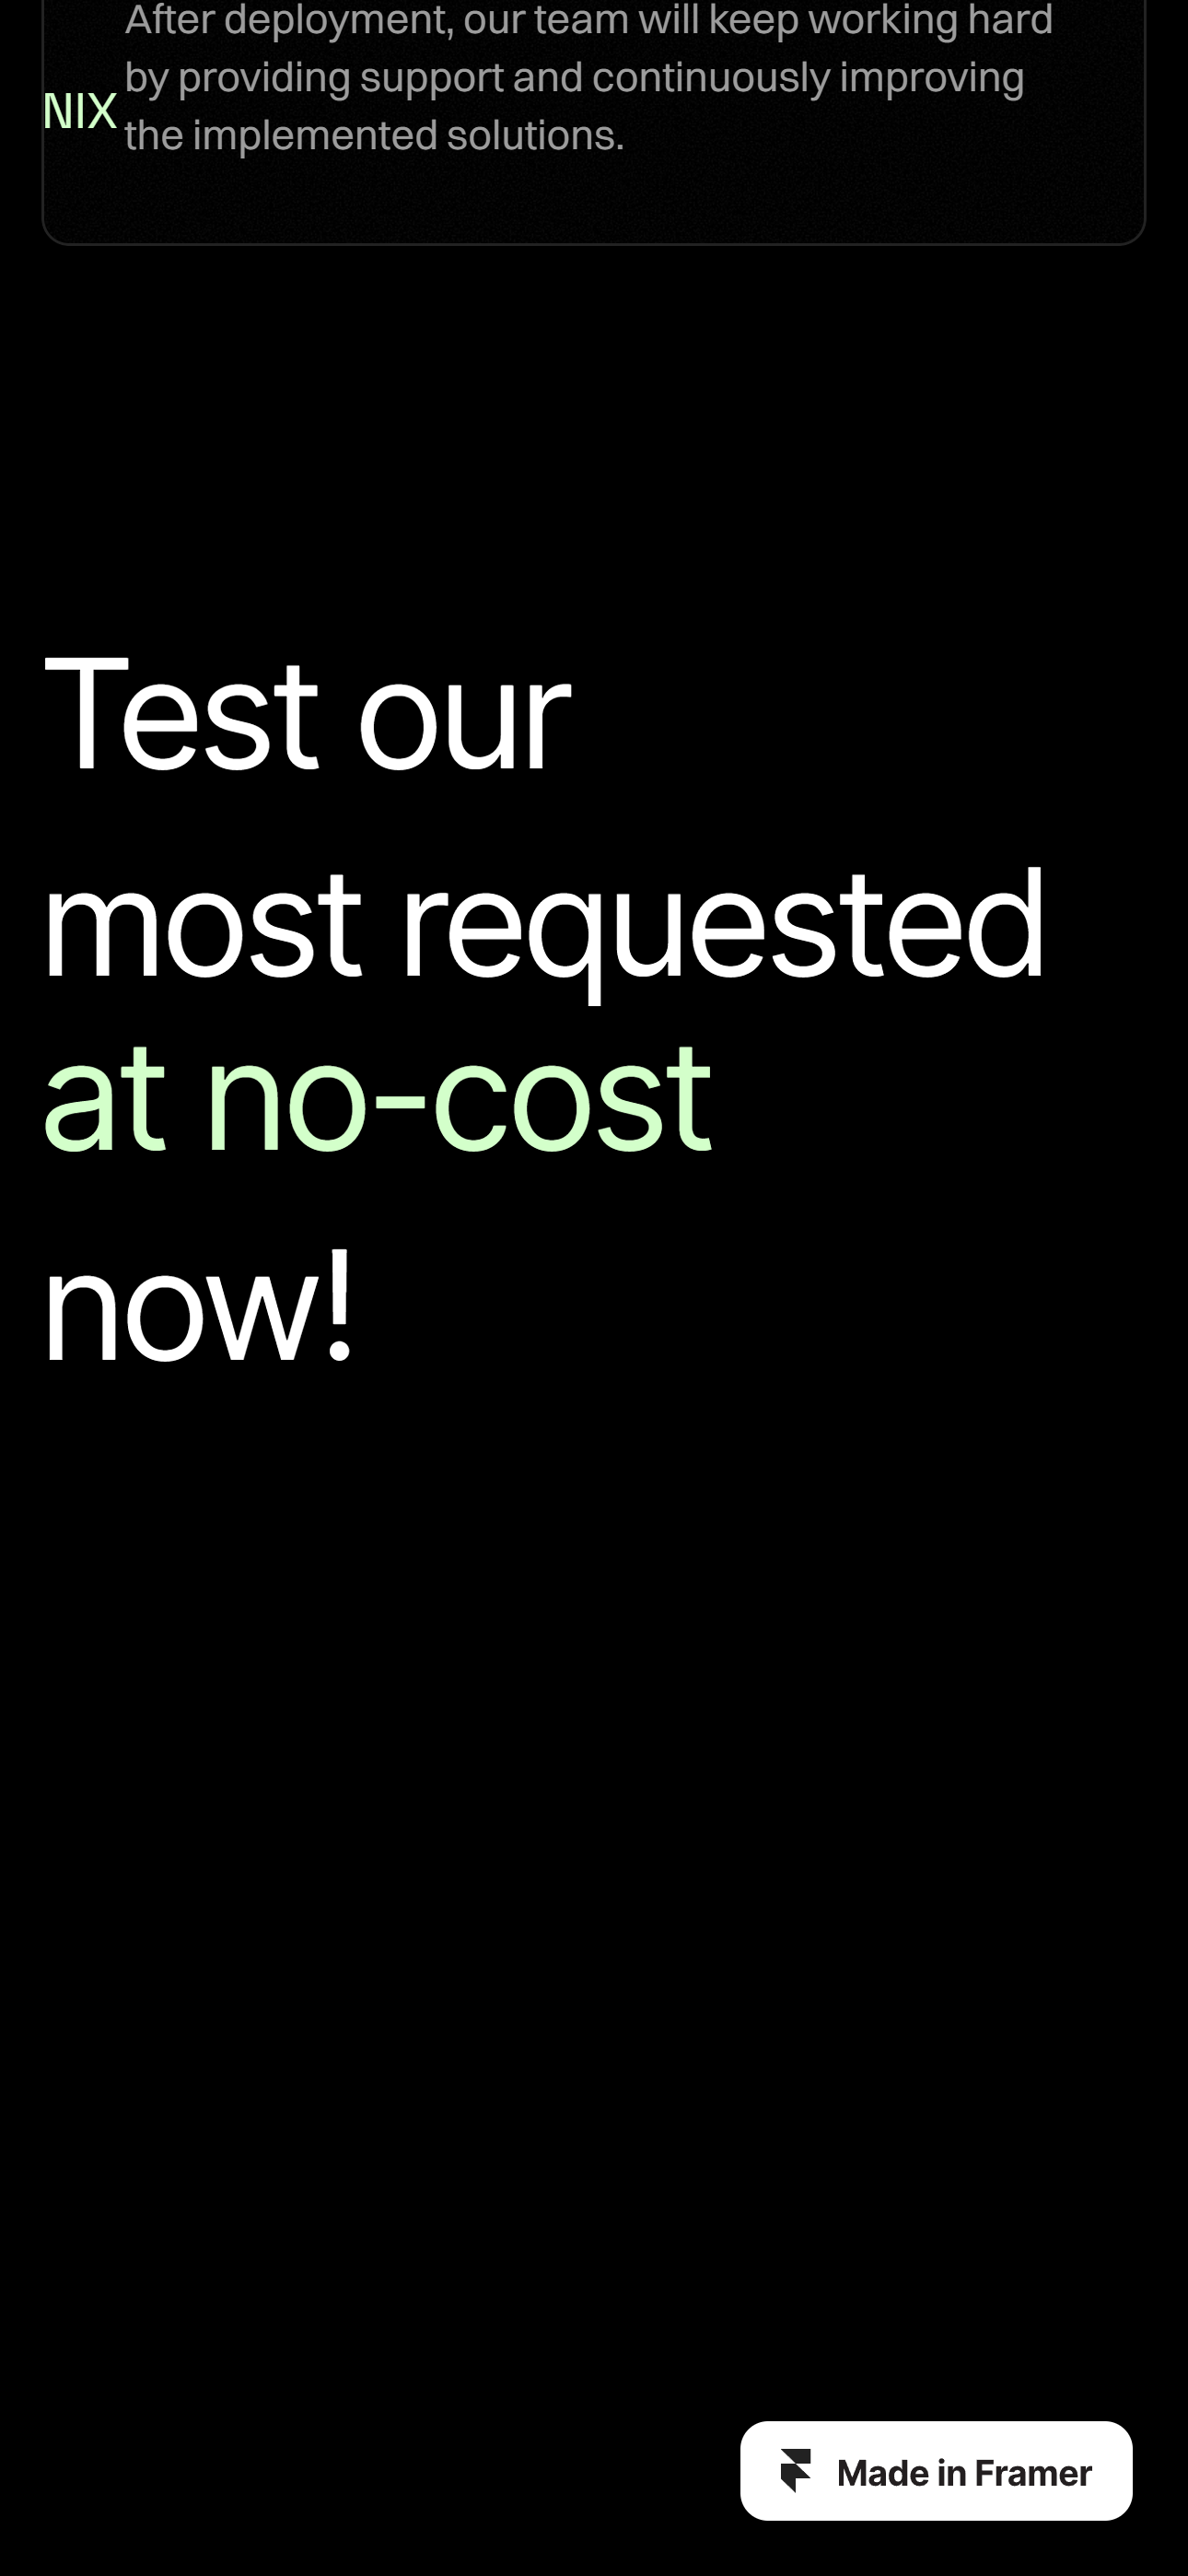 After deployment, our team will keep working hard
by providing support and continuously improving
NIX
the implemented solutions.
Test our
most requested
at no-cost
now!
Made in Framer